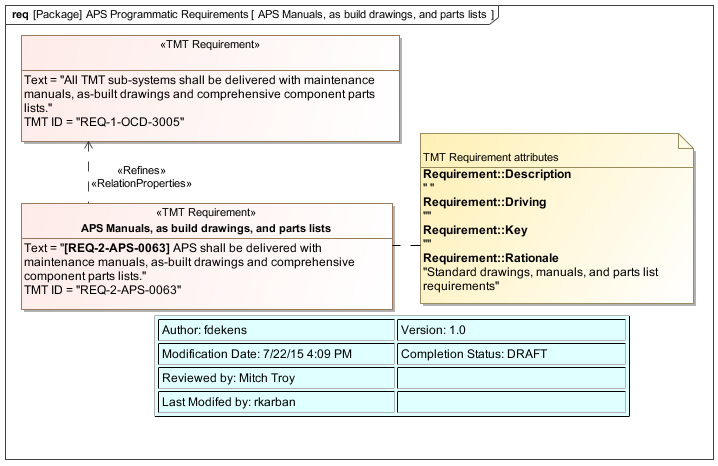 req [Package] APS Programmatic Requirements [ APS Manuals, as build drawings, and parts lists ]
«TMT Requirement»
Text = "All TMT sub-systems shall be delivered with maintenance
manuals, as-built drawings and comprehensive component parts
lists."
TMT ID = "REQ-1-OCD-3005"
«Refines»
«RelationProperties»
«TMT Requirement»
APS Manuals, as build drawings, and parts lists
Text = "[REQ-2-APS-0063] APS shall be delivered with
maintenance manuals, as-built drawings and comprehensive
component parts lists."
TMT ID = "REQ-2-APS-0063"
TMT Requirement attributes
Requirement::Description
" "
Requirement::Driving
""
Requirement::Key
""
Requirement::Rationale
"Standard drawings, manuals, and parts list
requirements"
Author: fdekens
Version: 1.0
Modification Date: 7/22/15 4:09 PM
Completion Status: DRAFT
Reviewed by: Mitch Troy
Last Modifed by: rkarban